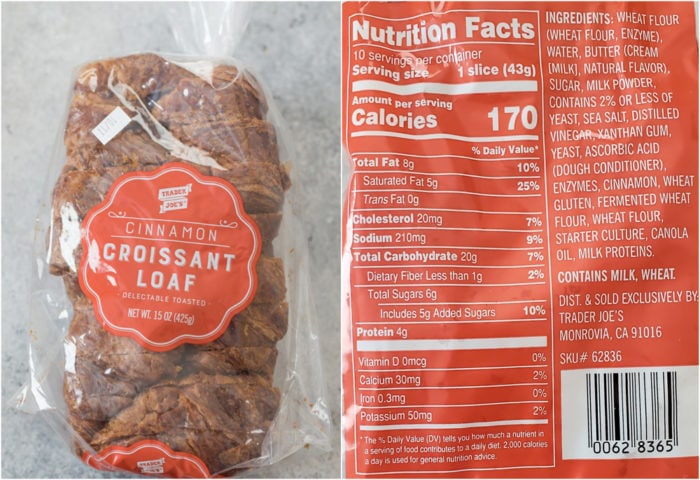 TRADER
JOE'S
CINNAMON
CROISSANT
LOAF
- DELECTABLE TOASTED -
NET WT. 15 OZ (425g)
TRADER
JOE'S
CINNAMON
Nutrition Facts
10 servings per container
Serving size 1 slice (43g)
Amount per serving
Calories 170
% Daily Value*
Total Fat 8g 10%
Saturated Fat 5g 25%
Trans Fat 0g
Cholesterol 20mg 7%
Sodium 210mg 9%
Total Carbohydrate 20g 7%
Dietary Fiber Less than 1g 2%
Total Sugars 6g
Includes 5g Added Sugars 10%
Protein 4g
Vitamin D 0mcg 0%
Calcium 30mg 2%
Iron 0.3mg 0%
Potassium 50mg 2%
* The % Daily Value (DV) tells you how much a nutrient in
a serving of food contributes to a daily diet. 2,000 calories
a day is used for general nutrition advice.
INGREDIENTS: WHEAT FLOUR
(WHEAT FLOUR, ENZYME),
WATER, BUTTER (CREAM
[MILK], NATURAL FLAVOR),
SUGAR, MILK POWDER,
CONTAINS 2% OR LESS OF
YEAST, SEA SALT, DISTILLED
VINEGAR, XANTHAN GUM,
YEAST, ASCORBIC ACID
(DOUGH CONDITIONER),
ENZYMES, CINNAMON, WHEAT
GLUTEN, FERMENTED WHEAT
FLOUR, WHEAT FLOUR,
STARTER CULTURE, CANOLA
OIL, MILK PROTEINS.
CONTAINS MILK, WHEAT.
DIST. & SOLD EXCLUSIVELY BY
TRADER JOE'S
MONROVIA, CA 91016
SKU# 62836
0062 8365